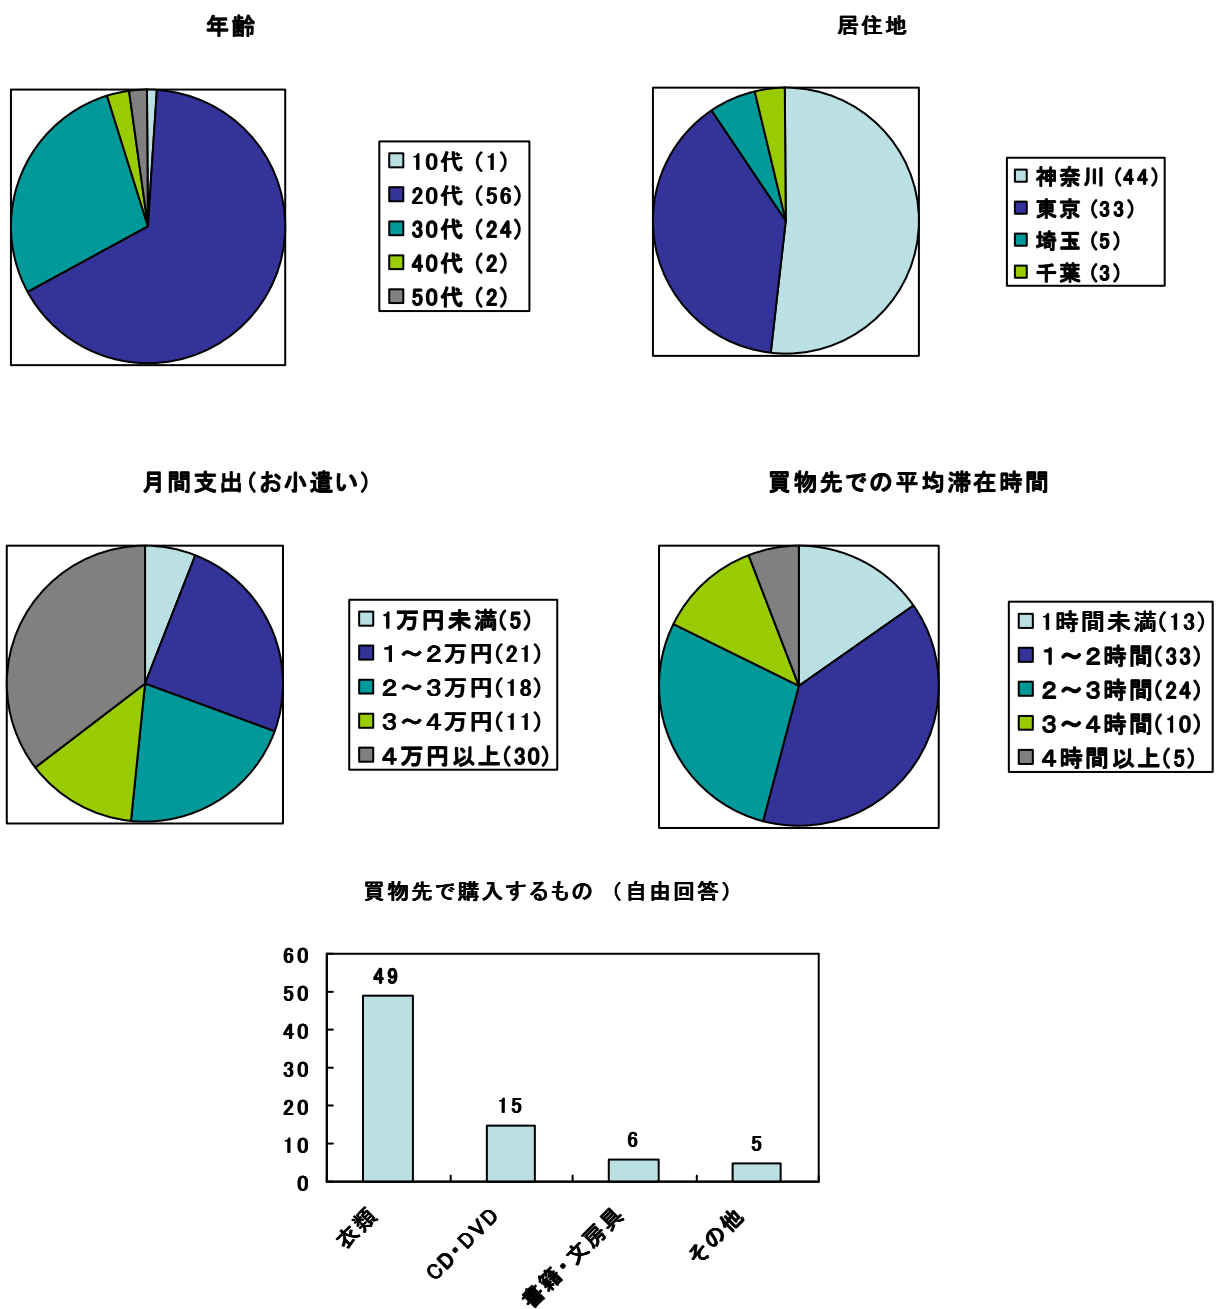 年齢
10代 (1)
20代 (56)
30代 (24)
40代 (2)
50代 (2)
居住地
神奈川 (44)
東京 (33)
埼玉 (5)
千葉 (3)
月間支出(お小遣い)
1万円未満(5)
１～２万円(21)
２～３万円(18)
３～４万円(11)
４万円以上(30)
買物先での平均滞在時間
1時間未満(13)
１～２時間(33)
２～３時間(24)
３～４時間(10)
４時間以上(5)
買物先で購入するもの （自由回答）
60
50
40
30
20
10
0
49
15
6
5
衣類
CD・DVD
書籍・文房具
その他